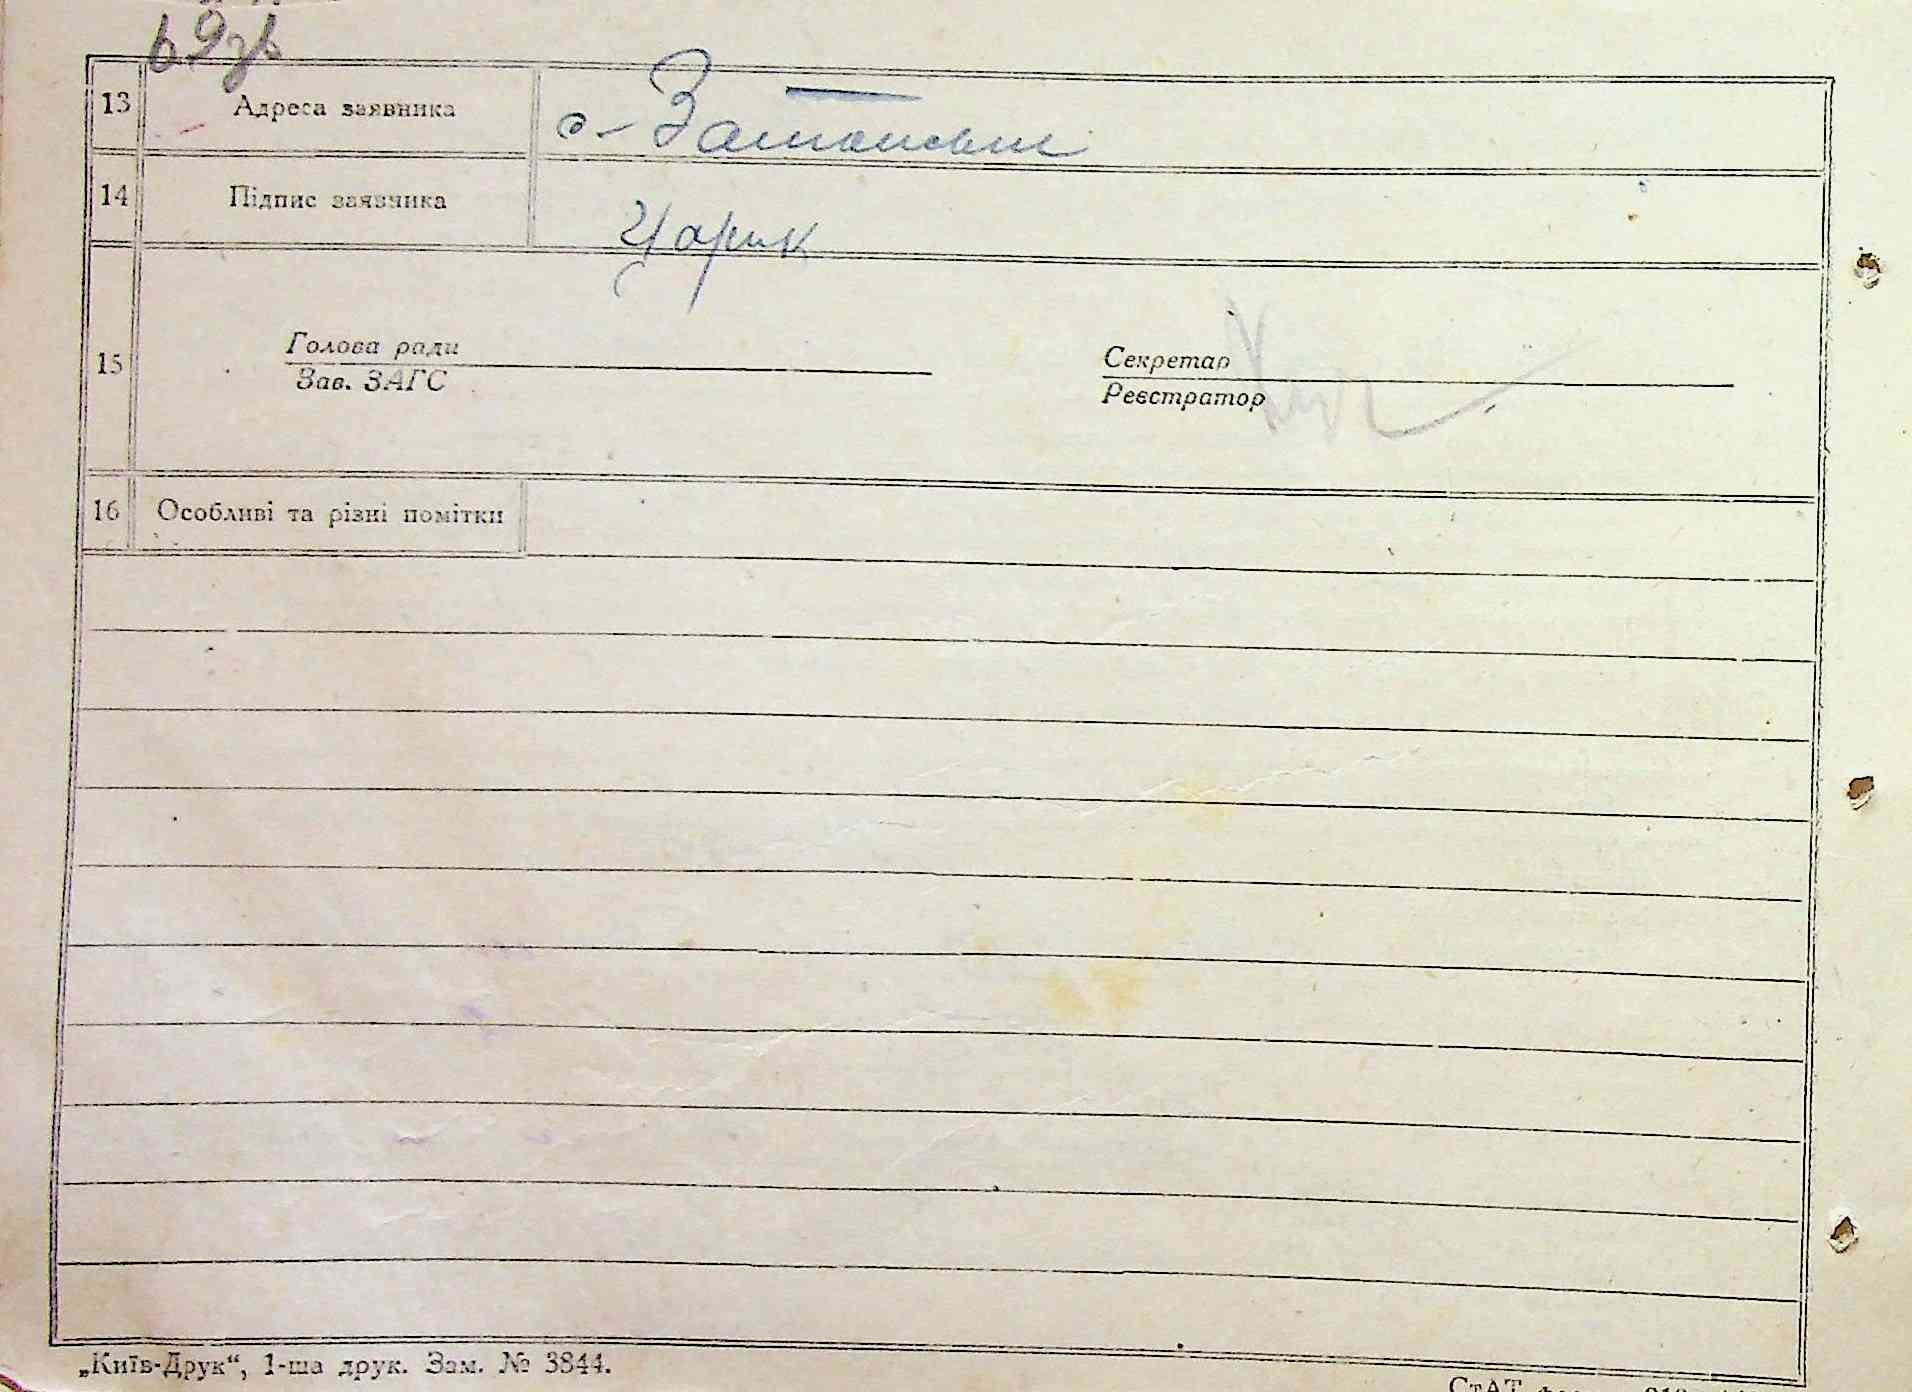 69зв
13 Адреса заявника с-
14 Підпис заявника Царик
15 Голова ради Секретар
Зав. ЗАГС Реєстратор
16 Особливі та різні помітки
„Київ-Друк“, 1-ша друк. Зам. № 3844.
СтАТ